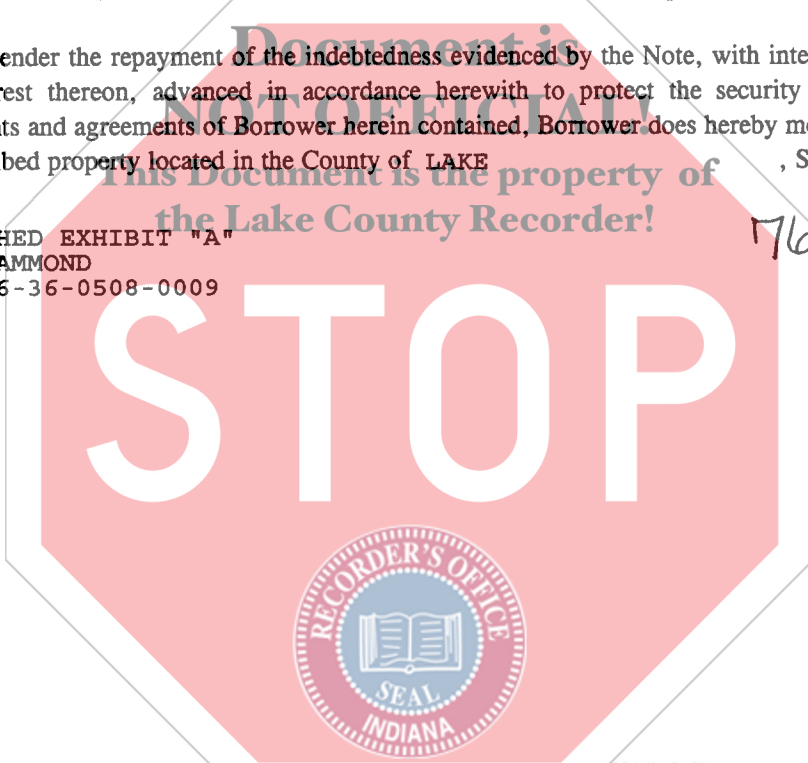 Document is
ender the repayment of the indebtedness evidenced by the Note, with inte
rest thereon, advanced in accordance herewith to protect the security
NOT OFFICIAL!
ts and agreements of Borrower herein contained, Borrower does hereby mo
bed property located in the County of LAKE , S
This Document is the property of
the Lake County Recorder!
HED EXHIBIT "A"
AMMOND
6-36-0508-0009
76
STOP
RECORDER'S OFFICE
SEAL
INDIANA